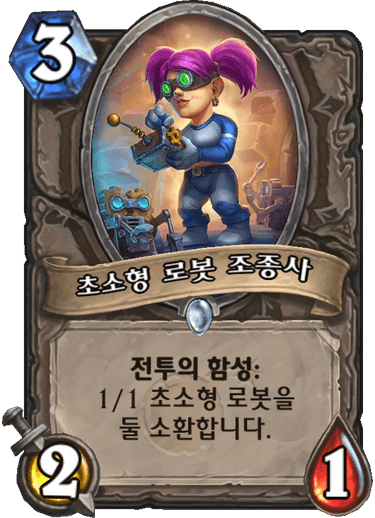 3
초소형 로봇 조종사
전투의 함성:
1/1 초소형 로봇을
둘 소환합니다.
2
1